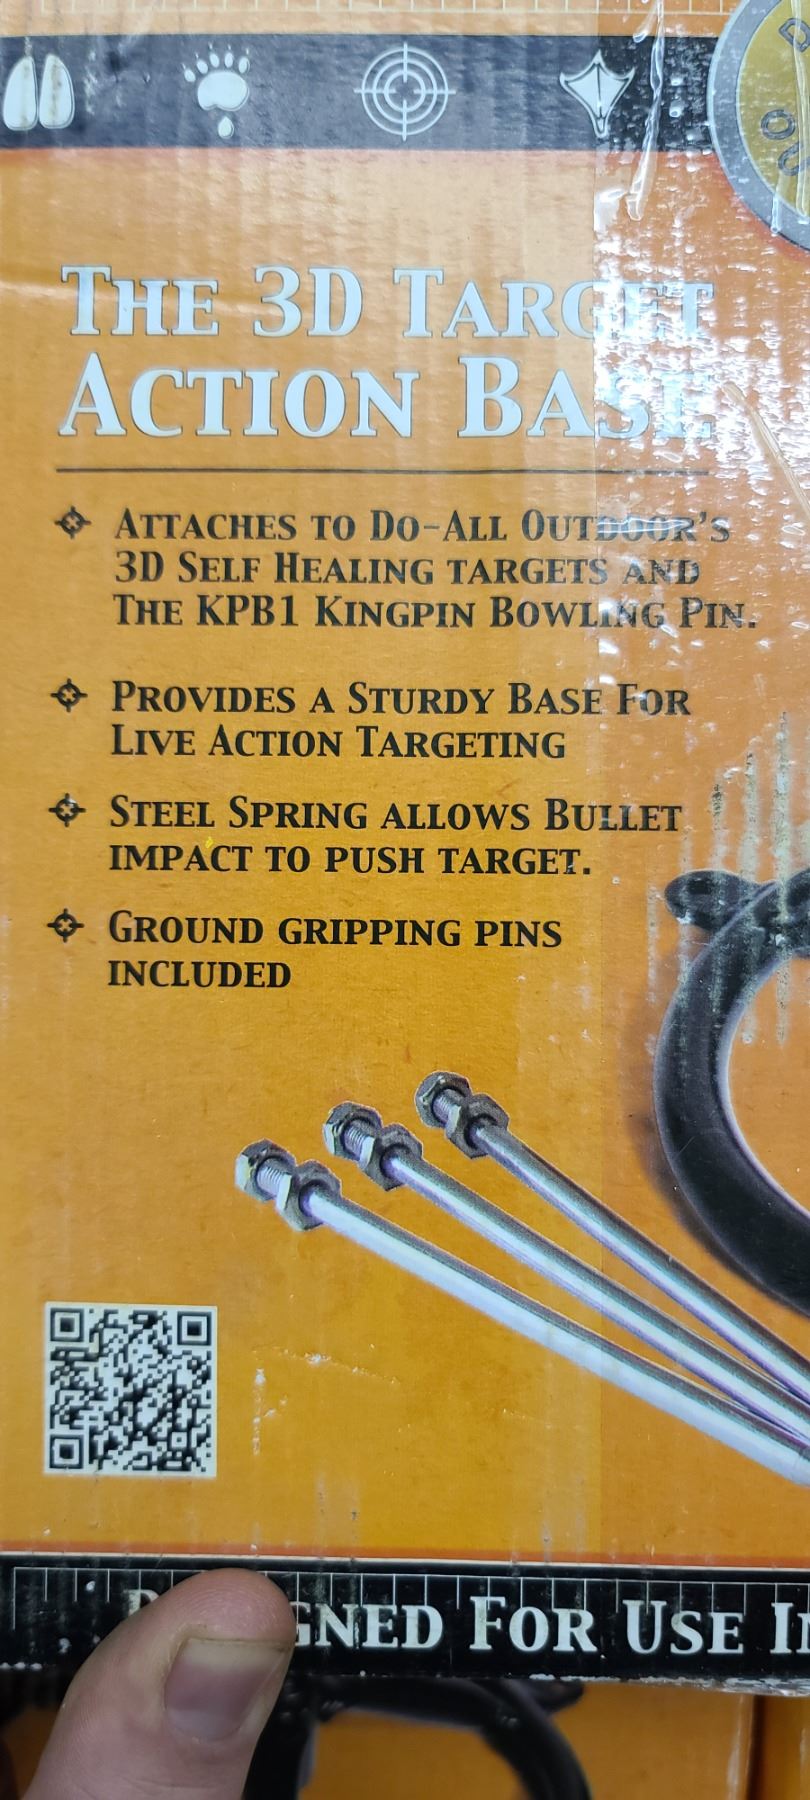 THE 3D TARGET
ACTION BASE
ATTACHES TO DO-ALL OUTDOOR'S
3D SELF HEALING TARGETS AND
THE KPB1 KINGPIN BOWLING PIN.
PROVIDES A STURDY BASE FOR
LIVE ACTION TARGETING
STEEL SPRING ALLOWS BULLET
IMPACT TO PUSH TARGET.
GROUND GRIPPING PINS
INCLUDED
FOR USE